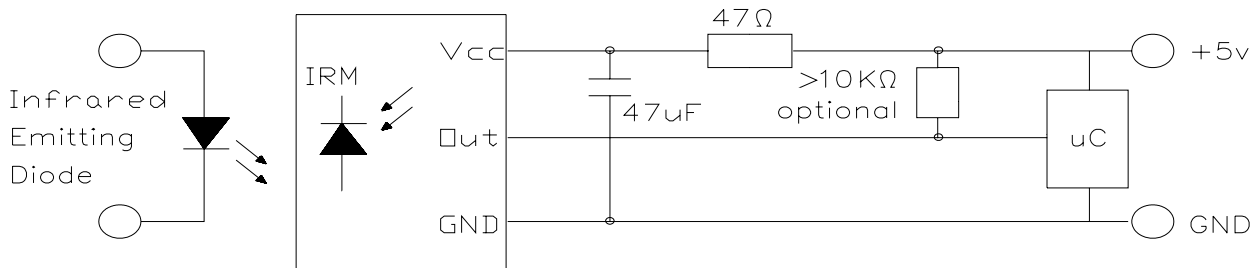 Infrared
Emitting
Diode
IRM
Vcc
Out
GND
47Ω
47uF
>10KΩ
optional
uC
+5v
GND